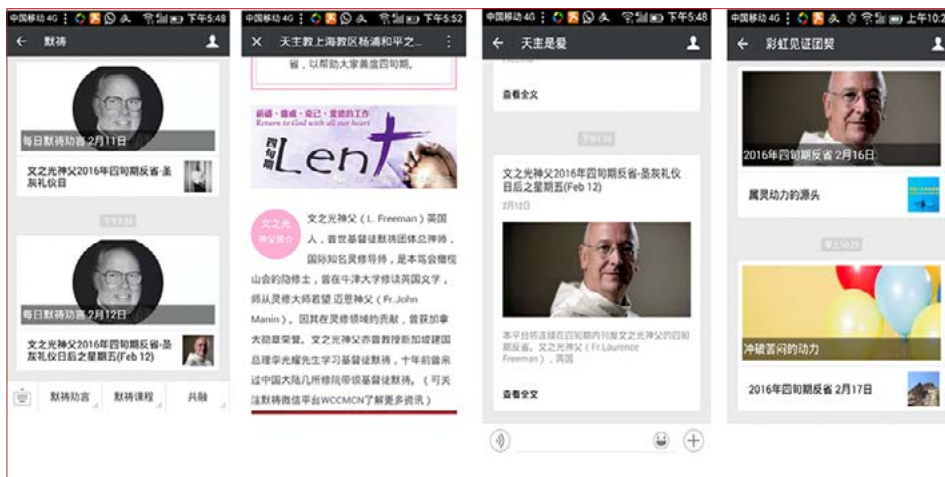 中国移动 4G 下午5:48
默祷
每日默祷劝言 2月11日
文之光神父2016年四旬期反省-圣
灰礼仪日
每日默祷劝言 2月12日
文之光神父2016年四旬期反省-圣
灰礼仪日后之星期五(Feb 12)
默祷劝言 默祷课程 共融
中国移动 4G 下午5:52
天主教上海教区杨浦和平之...
省，以帮助大家善度四旬期。
Return to God with all our heart
四旬期
Lent
文之光
神父简介
文之光神父（L. Freeman）英国
人，普世基督徒默祷团体总神师，
国际知名灵修导师，是本笃会橄榄
山会的隐修士，曾在牛津大学修读英国文学，
师从灵修大师若望.迈恩神父（Fr.John
Manin）。因其在灵修领域的贡献，曾获加拿
大勋章荣誉。文之光神父亦曾教授新加坡建国
总理李光耀先生学习基督徒默祷，十年前曾来
过中国大陆几所修院带领基督徒默祷。（可关
注默祷微信平台WCCMCN了解更多资讯）
中国移动 4G 下午5:48
天主是爱
查看全文
文之光神父2016年四旬期反省-圣灰礼仪
日后之星期五(Feb 12)
2月12日
本平台将连续在四旬期内刊发文之光神父的四旬
期反省。文之光神父（Fr.Laurence
Freeman），英国
查看全文
中国移动 4G 上午10:2
彩虹见证团契
2016年四旬期反省 2月16日
属灵动力的源头
早上10:23
冲破苦闷的动力
2016年四旬期反省 2月17日